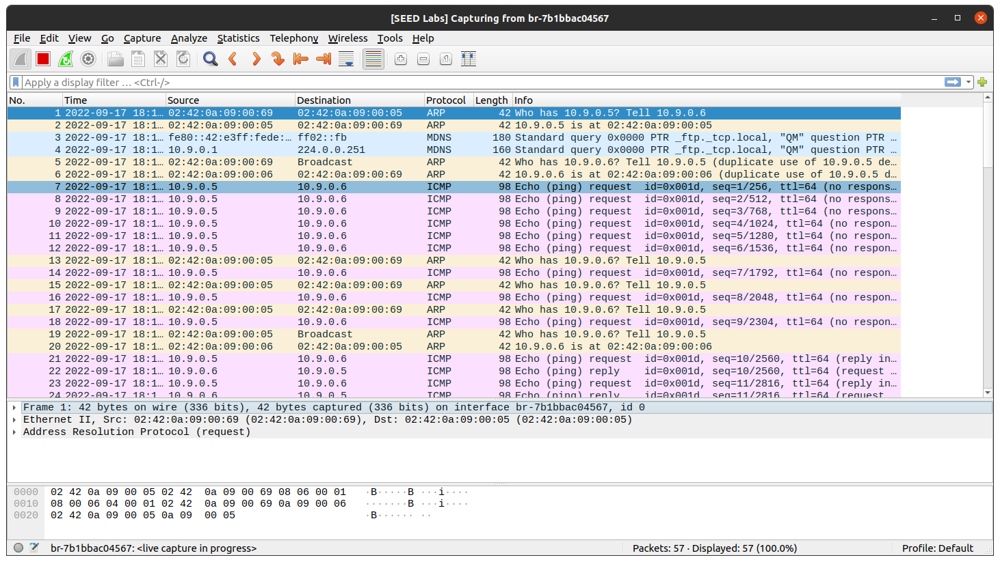 [SEED Labs] Capturing from br-7b1bbac04567
File Edit View Go Capture Analyze Statistics Telephony Wireless Tools Help
Apply a display filter … <Ctrl-/>
No. Time Source Destination Protocol Length Info
1 2022-09-17 18:1… 02:42:0a:09:00:69 02:42:0a:09:00:05 ARP 42 Who has 10.9.0.5? Tell 10.9.0.6
2 2022-09-17 18:1… 02:42:0a:09:00:05 02:42:0a:09:00:69 ARP 42 10.9.0.5 is at 02:42:0a:09:00:05
3 2022-09-17 18:1… fe80::42:e3ff:fede:… ff02::fb MDNS 180 Standard query 0x0000 PTR _ftp._tcp.local, "QM" question PTR …
4 2022-09-17 18:1… 10.9.0.1 224.0.0.251 MDNS 160 Standard query 0x0000 PTR _ftp._tcp.local, "QM" question PTR …
5 2022-09-17 18:1… 02:42:0a:09:00:69 Broadcast ARP 42 Who has 10.9.0.6? Tell 10.9.0.5 (duplicate use of 10.9.0.5 de…
6 2022-09-17 18:1… 02:42:0a:09:00:06 02:42:0a:09:00:69 ARP 42 10.9.0.6 is at 02:42:0a:09:00:06 (duplicate use of 10.9.0.5 d…
7 2022-09-17 18:1… 10.9.0.5 10.9.0.6 ICMP 98 Echo (ping) request id=0x001d, seq=1/256, ttl=64 (no respons…
8 2022-09-17 18:1… 10.9.0.5 10.9.0.6 ICMP 98 Echo (ping) request id=0x001d, seq=2/512, ttl=64 (no respons…
9 2022-09-17 18:1… 10.9.0.5 10.9.0.6 ICMP 98 Echo (ping) request id=0x001d, seq=3/768, ttl=64 (no respons…
10 2022-09-17 18:1… 10.9.0.5 10.9.0.6 ICMP 98 Echo (ping) request id=0x001d, seq=4/1024, ttl=64 (no respon…
11 2022-09-17 18:1… 10.9.0.5 10.9.0.6 ICMP 98 Echo (ping) request id=0x001d, seq=5/1280, ttl=64 (no respon…
12 2022-09-17 18:1… 10.9.0.5 10.9.0.6 ICMP 98 Echo (ping) request id=0x001d, seq=6/1536, ttl=64 (no respon…
13 2022-09-17 18:1… 02:42:0a:09:00:05 02:42:0a:09:00:69 ARP 42 Who has 10.9.0.6? Tell 10.9.0.5
14 2022-09-17 18:1… 10.9.0.5 10.9.0.6 ICMP 98 Echo (ping) request id=0x001d, seq=7/1792, ttl=64 (no respon…
15 2022-09-17 18:1… 02:42:0a:09:00:05 02:42:0a:09:00:69 ARP 42 Who has 10.9.0.6? Tell 10.9.0.5
16 2022-09-17 18:1… 10.9.0.5 10.9.0.6 ICMP 98 Echo (ping) request id=0x001d, seq=8/2048, ttl=64 (no respon…
17 2022-09-17 18:1… 02:42:0a:09:00:05 02:42:0a:09:00:69 ARP 42 Who has 10.9.0.6? Tell 10.9.0.5
18 2022-09-17 18:1… 10.9.0.5 10.9.0.6 ICMP 98 Echo (ping) request id=0x001d, seq=9/2304, ttl=64 (no respon…
19 2022-09-17 18:1… 02:42:0a:09:00:05 Broadcast ARP 42 Who has 10.9.0.6? Tell 10.9.0.5
20 2022-09-17 18:1… 02:42:0a:09:00:06 02:42:0a:09:00:05 ARP 42 10.9.0.6 is at 02:42:0a:09:00:06
21 2022-09-17 18:1… 10.9.0.5 10.9.0.6 ICMP 98 Echo (ping) request id=0x001d, seq=10/2560, ttl=64 (reply in…
22 2022-09-17 18:1… 10.9.0.6 10.9.0.5 ICMP 98 Echo (ping) reply id=0x001d, seq=10/2560, ttl=64 (request …
23 2022-09-17 18:1… 10.9.0.5 10.9.0.6 ICMP 98 Echo (ping) request id=0x001d, seq=11/2816, ttl=64 (reply in…
24 2022-09-17 18:1… 10.9.0.6 10.9.0.5 ICMP 98 Echo (ping) reply id=0x001d, seq=11/2816, ttl=64 (request …
Frame 1: 42 bytes on wire (336 bits), 42 bytes captured (336 bits) on interface br-7b1bbac04567, id 0
Ethernet II, Src: 02:42:0a:09:00:69 (02:42:0a:09:00:69), Dst: 02:42:0a:09:00:05 (02:42:0a:09:00:05)
Address Resolution Protocol (request)
0000 02 42 0a 09 00 05 02 42 0a 09 00 69 08 06 00 01 ·B·····B ···i····
0010 08 00 06 04 00 01 02 42 0a 09 00 69 0a 09 00 06 ·······B ···i····
0020 02 42 0a 09 00 05 0a 09 00 05 ·B······ ··
br-7b1bbac04567: <live capture in progress> Packets: 57 · Displayed: 57 (100.0%) Profile: Default